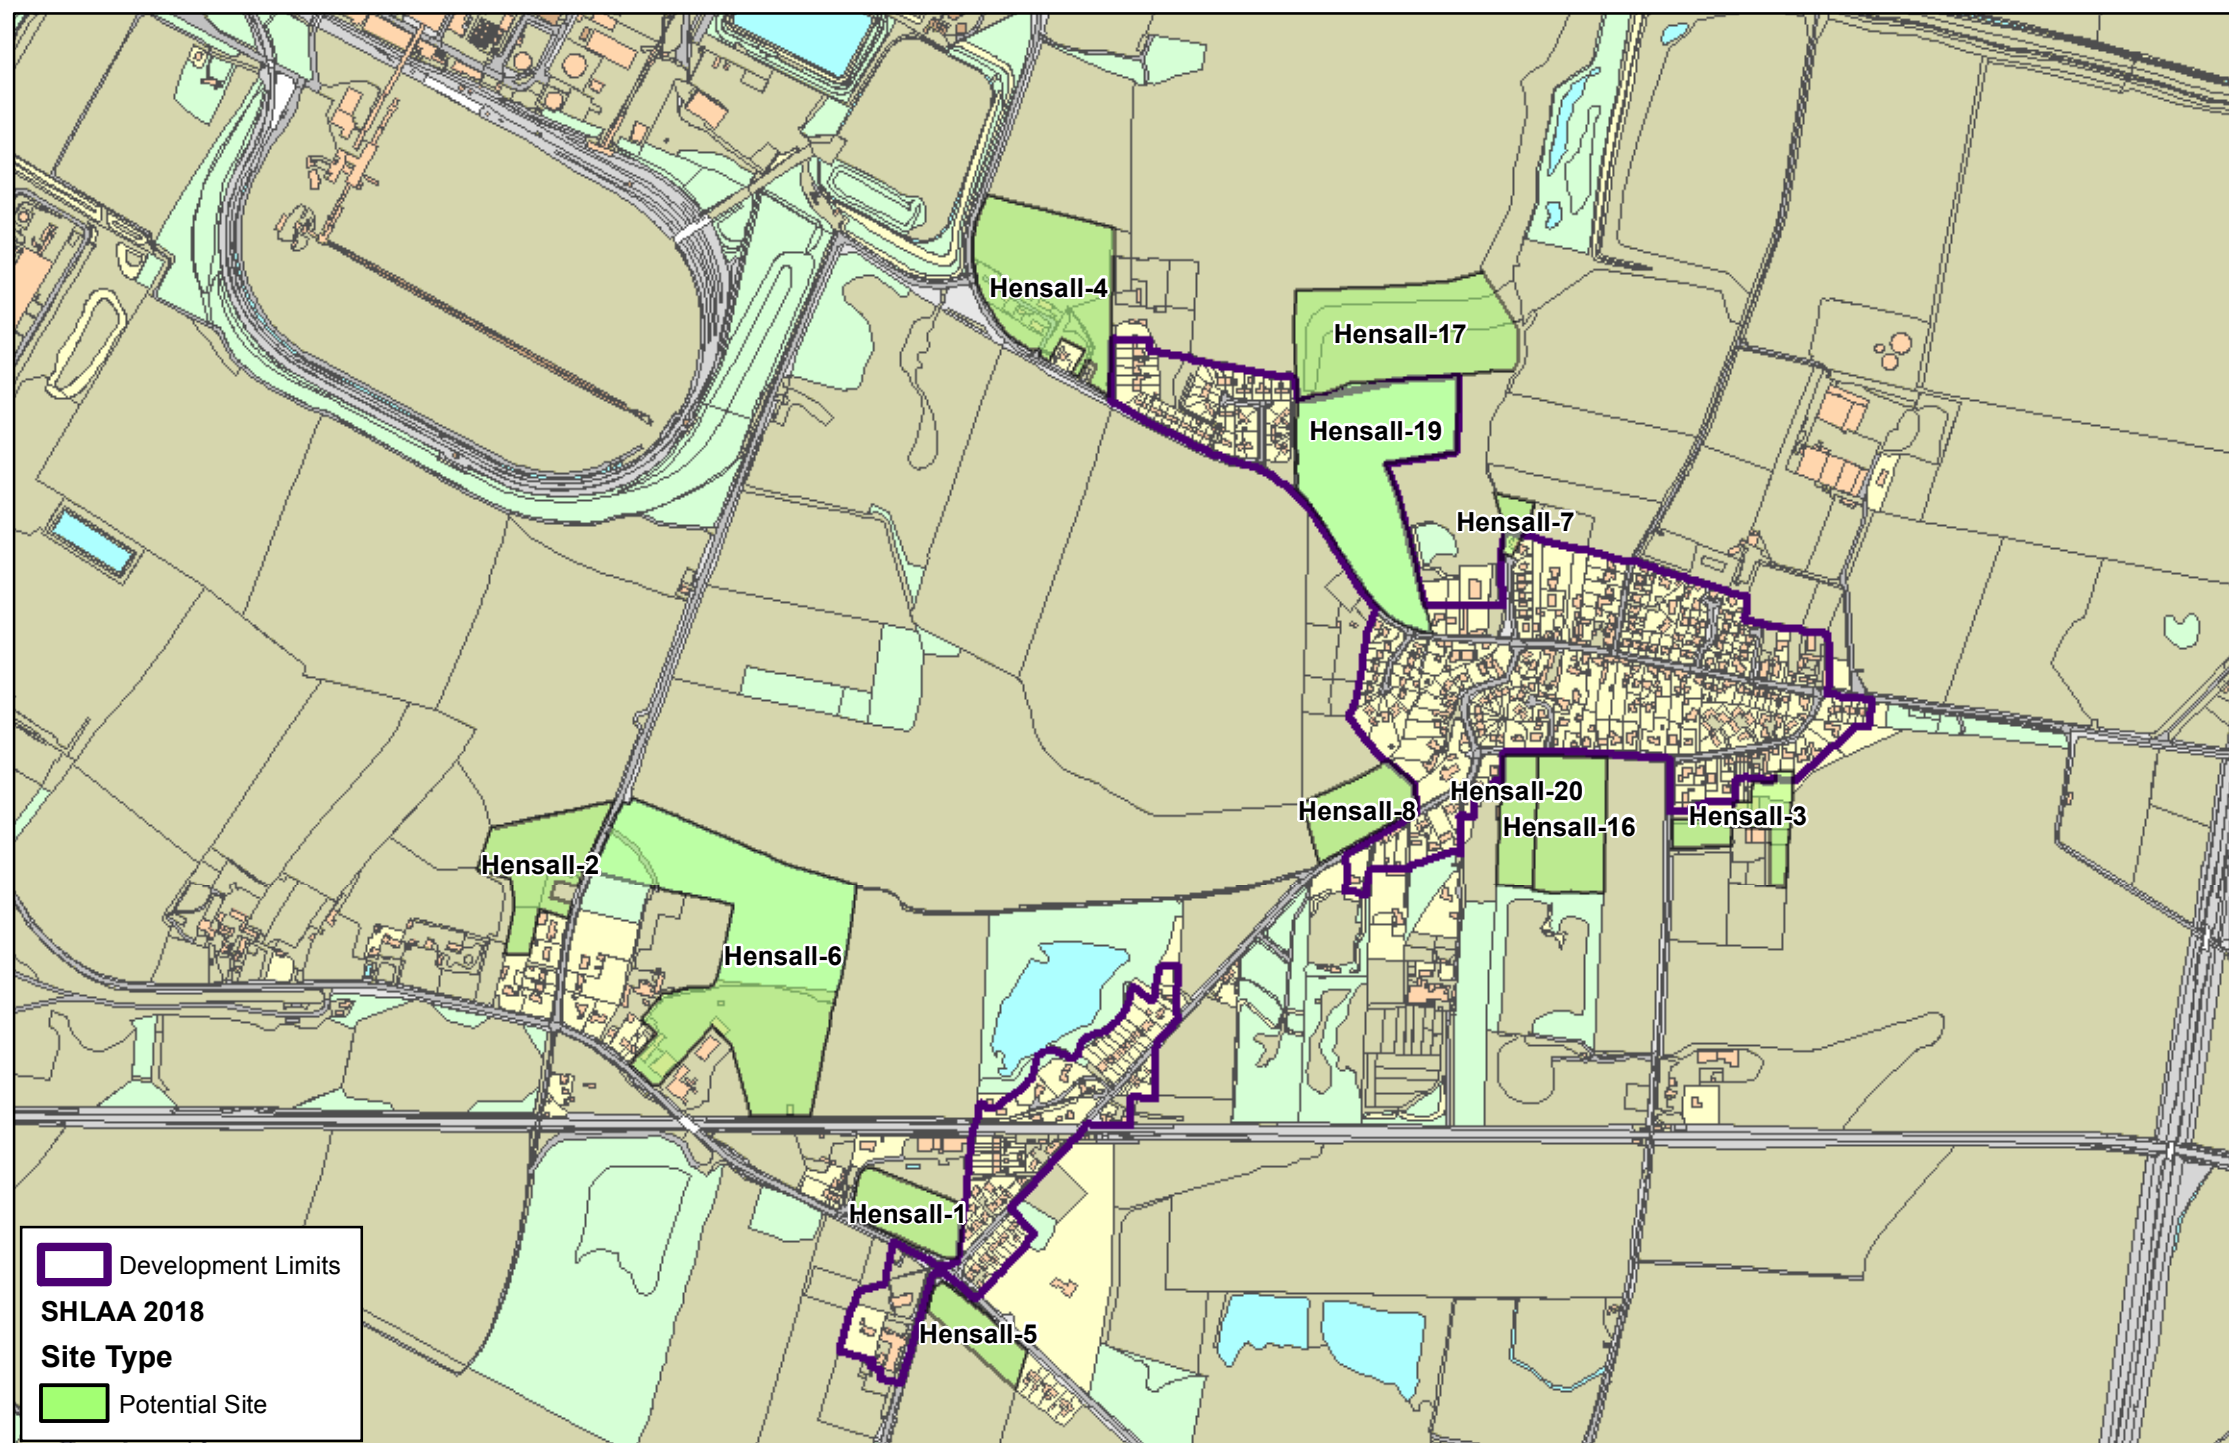 Hensall-4
Hensall-17
Hensall-19
Hensall-7
Hensall-20
Hensall-8
Hensall-16
Hensall-3
Hensall-2
Hensall-6
Hensall-1
Hensall-5
Development Limits
SHLAA 2018
Site Type
Potential Site